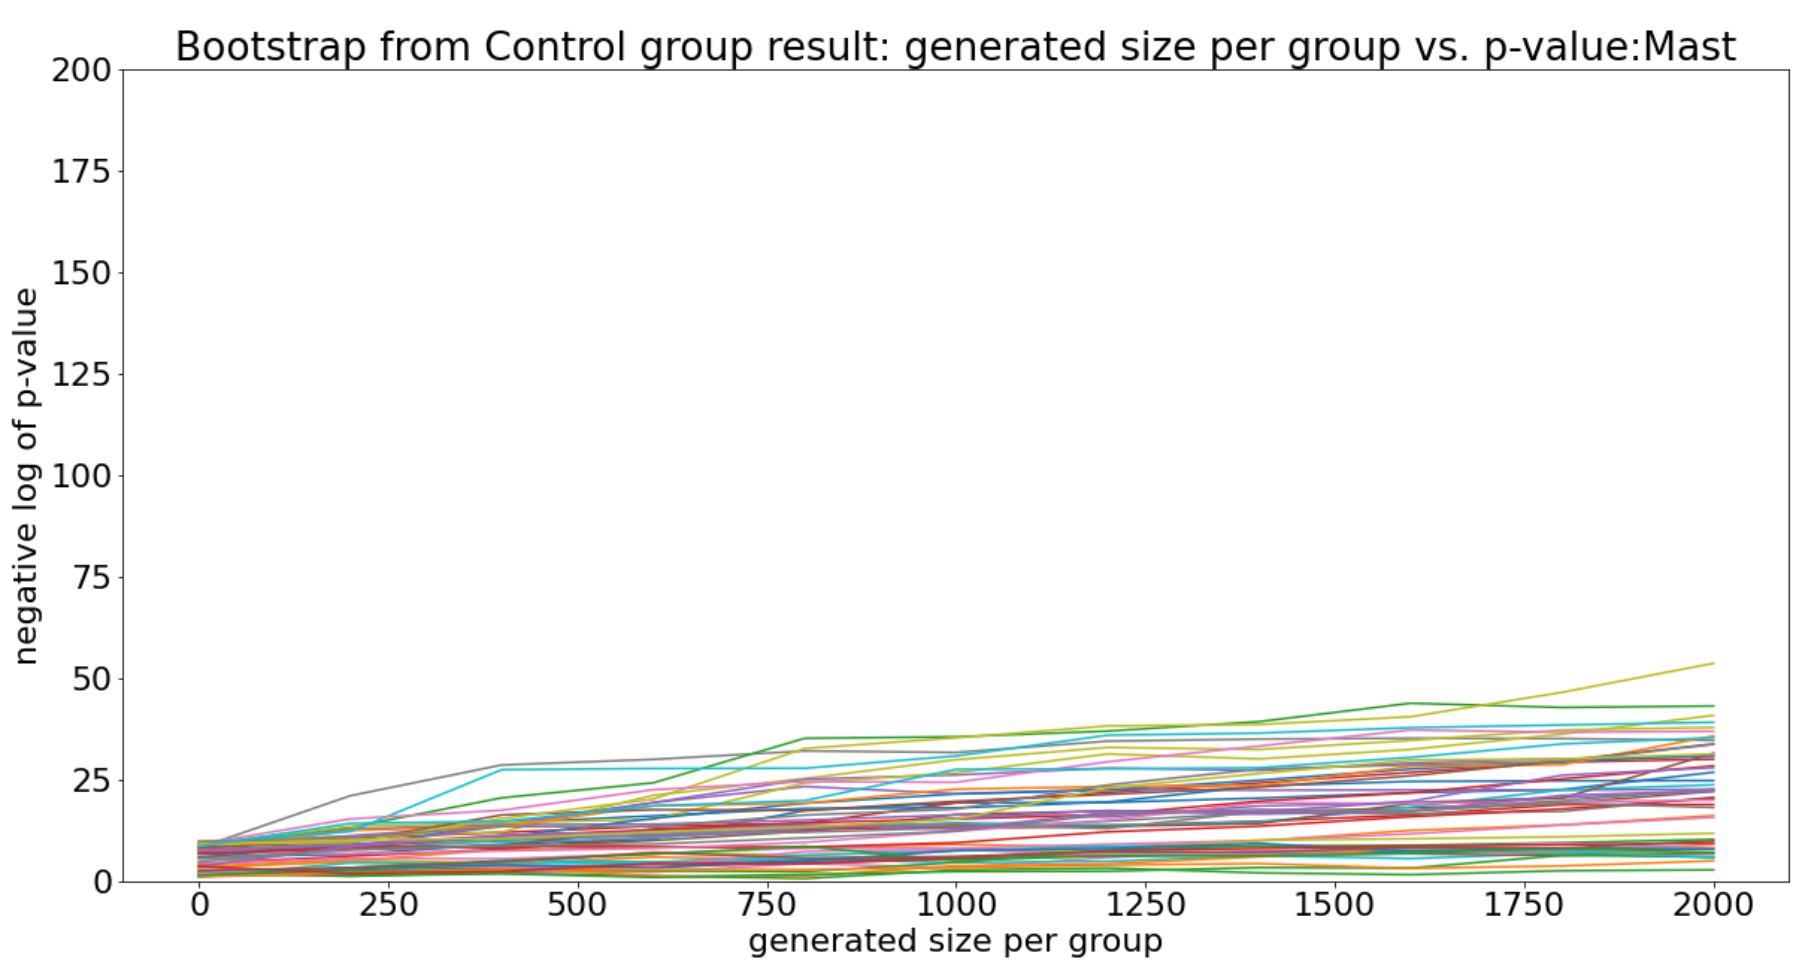 Bootstrap from Control group result: generated size per group vs. p-value:Mast
200
175
150
125
100
75
50
25
0
negative log of p-value
0 250 500 750 1000 1250 1500 1750 2000
generated size per group